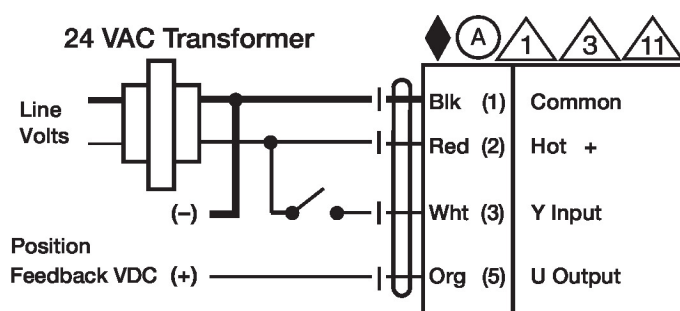 24 VAC Transformer
A 1 3 11
Line
Volts
Blk (1) Common
Red (2) Hot +
(–) Wht (3) Y Input
Position
Feedback VDC (+) Org (5) U Output